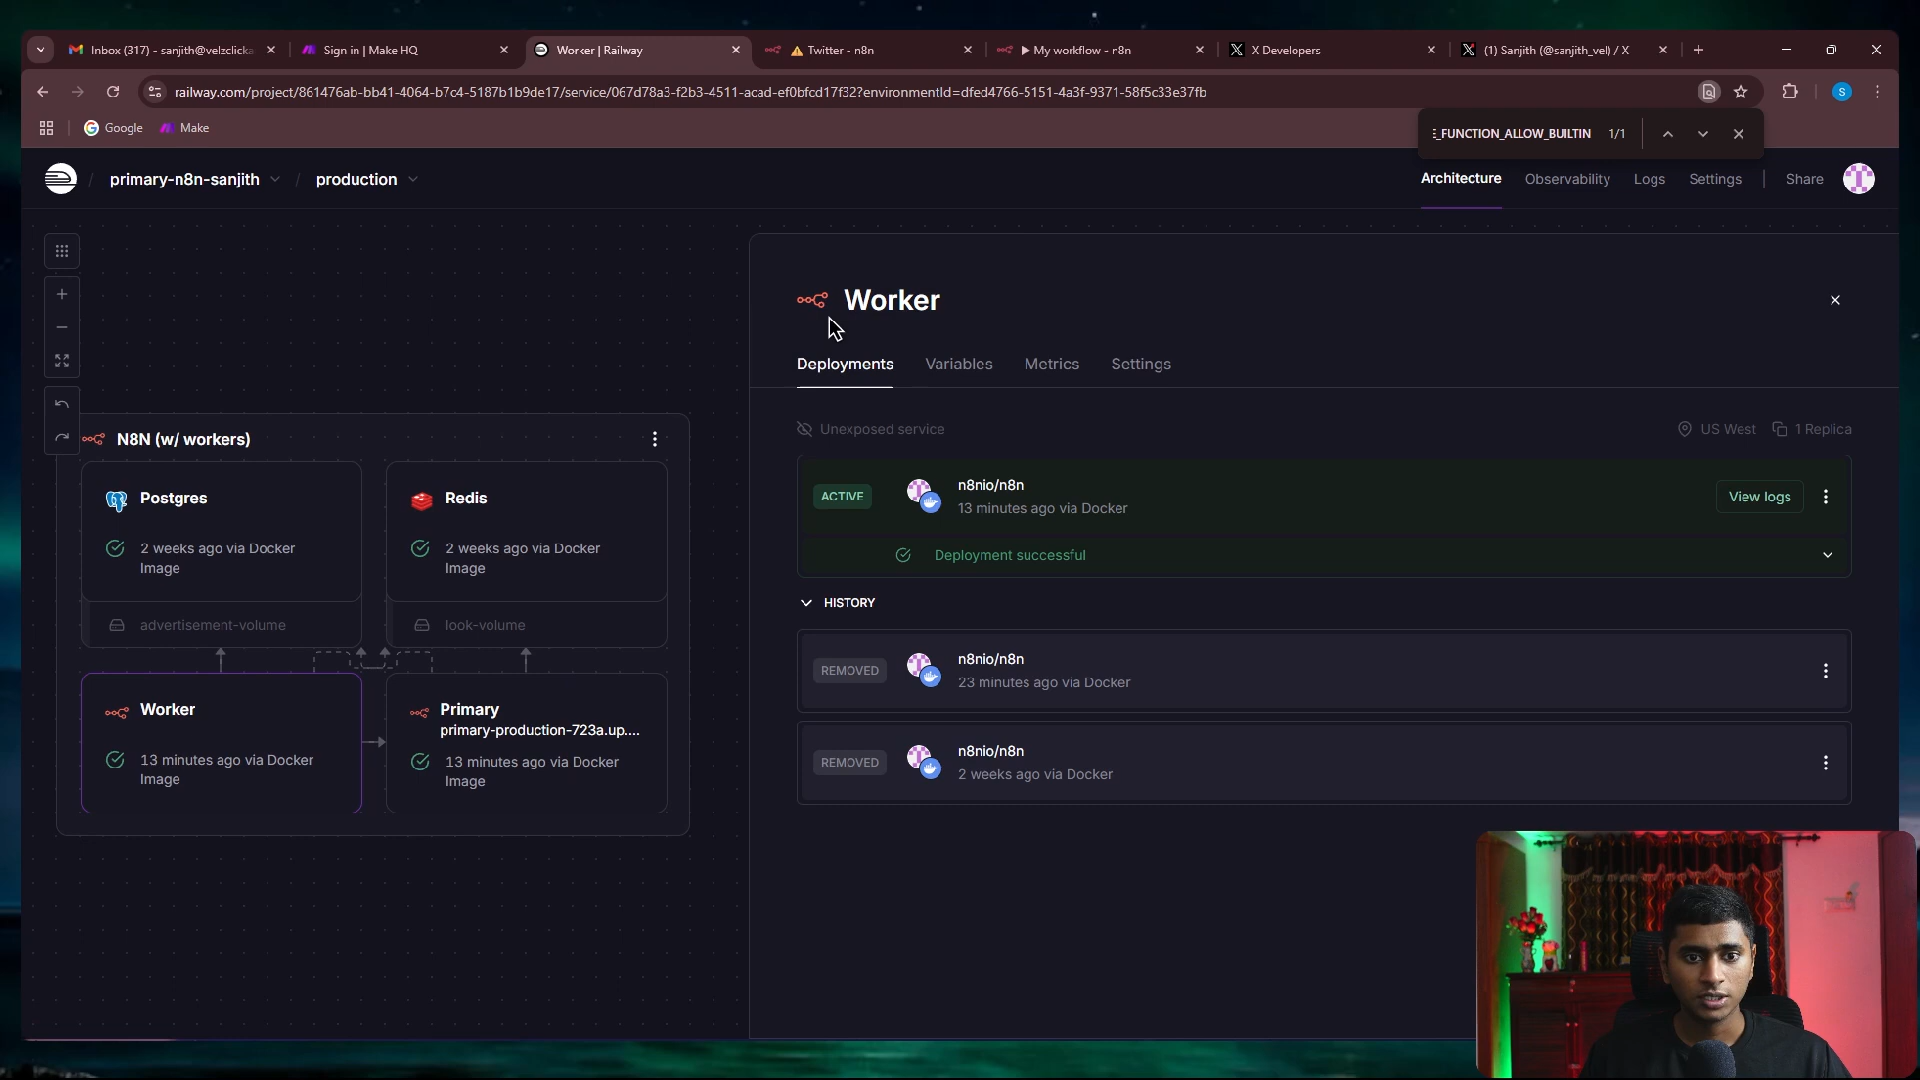 Inbox (317) - sanjith@velzclicka
Sign in | Make HQ
Worker | Railway
Twitter - n8n
My workflow - n8n
X Developers
(1) Sanjith (@sanjith_vel) / X
railway.com/project/861476ab-bb41-4064-b7c4-5187b1b9de17/service/067d78a3-f2b3-4511-acad-ef0bfcd17f32?environmentId=dfed4766-5151-4a3f-9371-58f5c33e37fb
S
Google
Make
E_FUNCTION_ALLOW_BUILTIN 1/1
/ primary-n8n-sanjith / production
Architecture
Observability
Logs
Settings
Share
Worker
Deployments
Variables
Metrics
Settings
Unexposed service
US West
1 Replica
ACTIVE
n8nio/n8n
13 minutes ago via Docker
View logs
Deployment successful
HISTORY
REMOVED
n8nio/n8n
23 minutes ago via Docker
REMOVED
n8nio/n8n
2 weeks ago via Docker
N8N (w/ workers)
Postgres
2 weeks ago via Docker
Image
advertisement-volume
Redis
2 weeks ago via Docker
Image
look-volume
Worker
13 minutes ago via Docker
Image
Primary
primary-production-723a.up....
13 minutes ago via Docker
Image